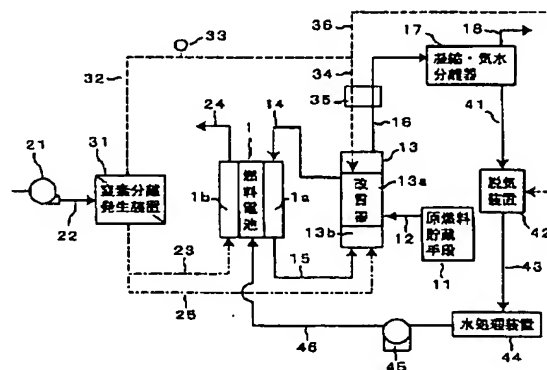 36
33
17
18
凝縮・気水
分離器
32
34
35
41
24
14
16
1
13
21
31
窒素分離
発生装置
1b
燃料電池
1a
改質器
13a
脱気
装置
22
13b
12
原燃料
貯蔵
手段
23
42
15
11
43
25
46
45
水処理装置
44